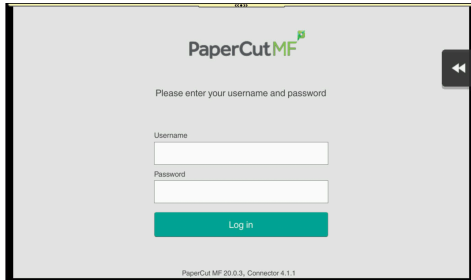 PaperCut MF
Please enter your username and password
Username
Password
Log in
PaperCut MF 20.0.3, Connector 4.1.1